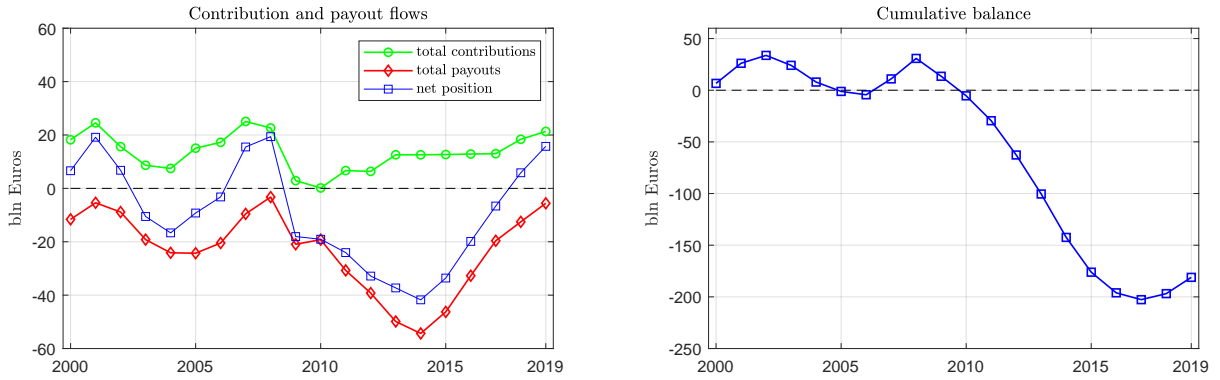 Contribution and payout flows
60
40
20
0
-20
-40
-60
bln Euros
total contributions
total payouts
net position
2000 2005 2010 2015 2019
Cumulative balance
50
0
-50
-100
-150
-200
-250
bln Euros
2000 2005 2010 2015 2019